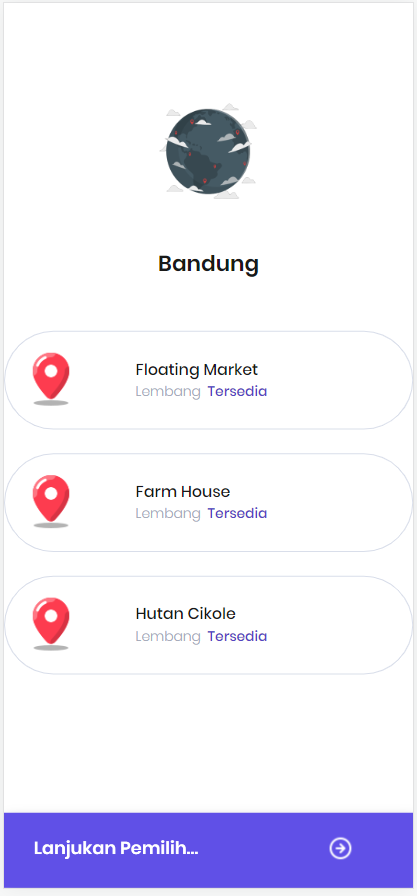 Bandung
Floating Market
Lembang Tersedia
Farm House
Lembang Tersedia
Hutan Cikole
Lembang Tersedia
Lanjukan Pemilih...